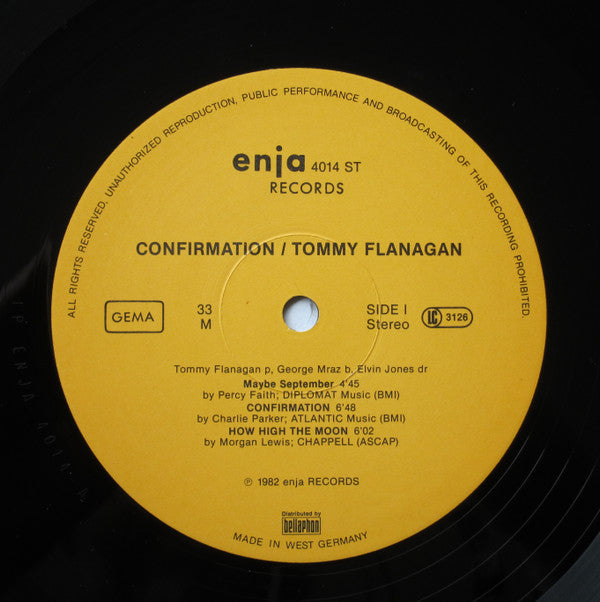 ALL RIGHTS RESERVED. UNAUTHORIZED REPRODUCTION, PUBLIC PERFORMANCE AND BROADCASTING OF THIS RECORDING PROHIBITED.
enja 4014 ST
RECORDS
CONFIRMATION / TOMMY FLANAGAN
GEMA
33
M
SIDE I
Stereo
LC 3126
Tommy Flanagan p, George Mraz b, Elvin Jones dr
Maybe September 4'45
by Percy Faith; DIPLOMAT Music (BMI)
CONFIRMATION 6'48
by Charlie Parker; ATLANTIC Music (BMI)
HOW HIGH THE MOON 6'02
by Morgan Lewis; CHAPPELL (ASCAP)
℗ 1982 enja RECORDS
Distributed by
bellaphon
MADE IN WEST GERMANY
ENJA 4014